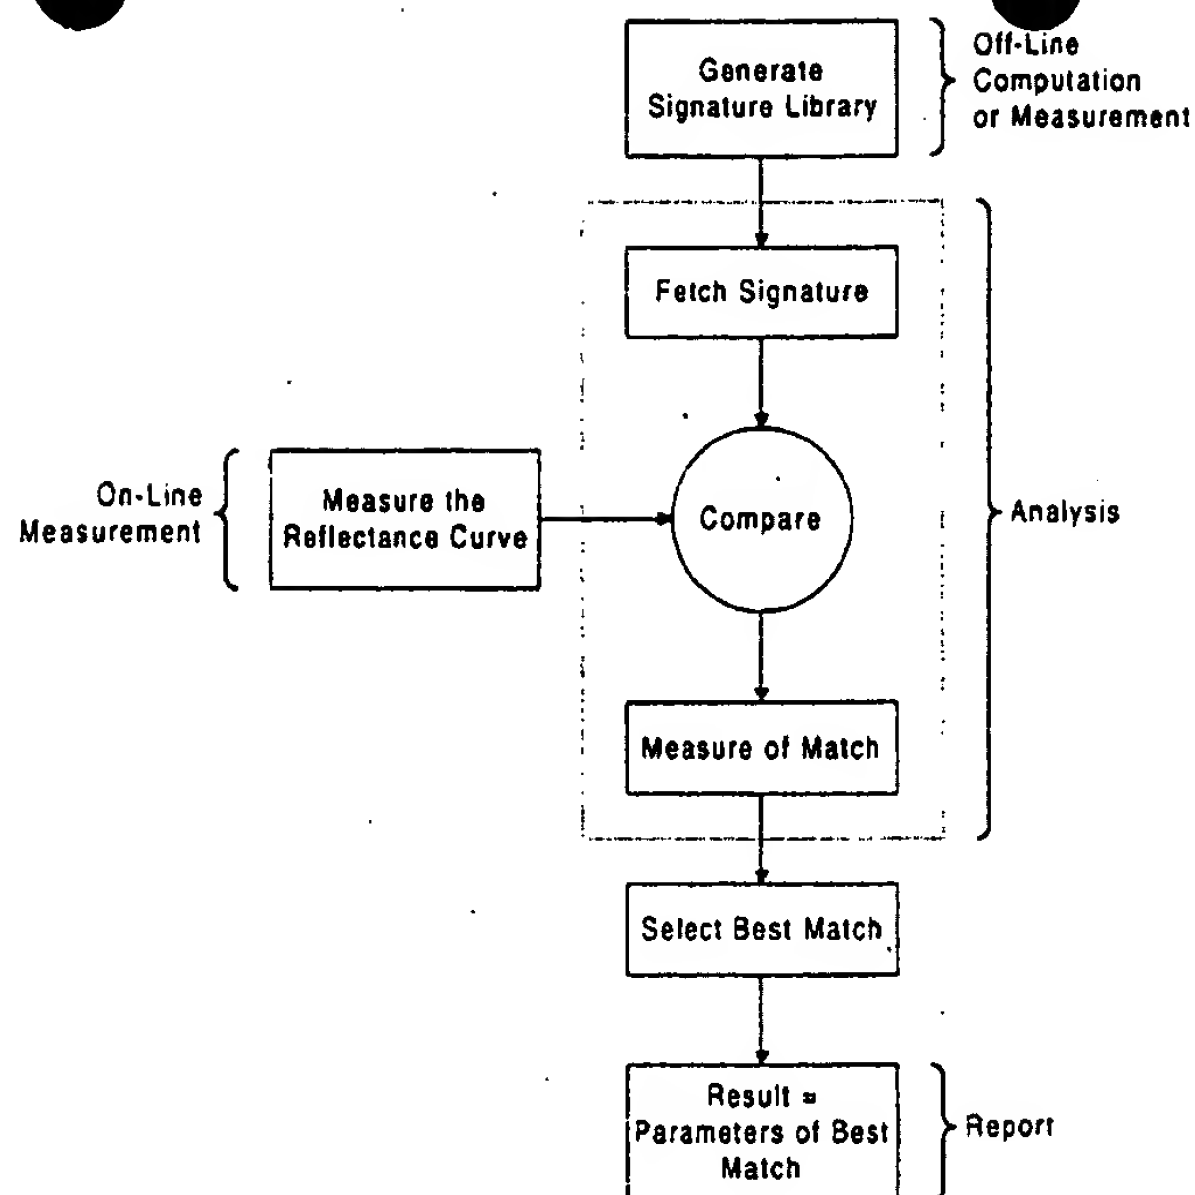 Generate
Signature Library
Off-Line
Computation
or Measurement
Fetch Signature
On-Line
Measurement
Measure the
Reflectance Curve
Compare
Analysis
Measure of Match
Select Best Match
Result =
Parameters of Best
Match
Report